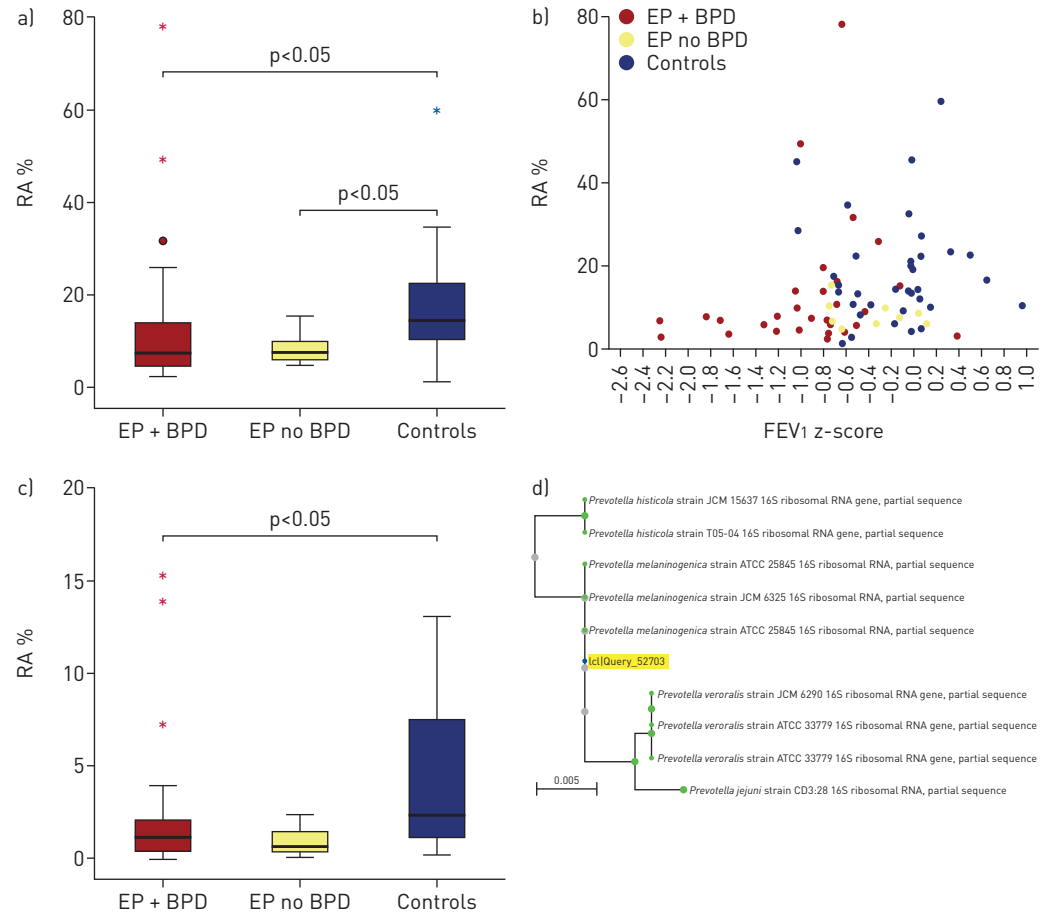 a)
80
60
40
20
0
RA %
p<0.05
p<0.05
*
*
*
EP + BPD
EP no BPD
Controls
b)
EP + BPD
EP no BPD
Controls
80
60
40
20
0
RA %
−2.6
−2.4
−2.2
−2.0
−1.8
−1.6
−1.4
−1.2
−1.0
−0.8
−0.6
−0.4
−0.2
0.0
0.2
0.4
0.6
0.8
1.0
FEV1 z-score
c)
20
15
10
5
0
RA %
p<0.05
*
*
*
EP + BPD
EP no BPD
Controls
d)
Prevotella histicola strain JCM 15637 16S ribosomal RNA gene, partial sequence
Prevotella histicola strain T05-04 16S ribosomal RNA gene, partial sequence
Prevotella melaninogenica strain ATCC 25845 16S ribosomal RNA, partial sequence
Prevotella melaninogenica strain JCM 6325 16S ribosomal RNA, partial sequence
Prevotella melaninogenica strain ATCC 25845 16S ribosomal RNA, partial sequence
lcl|Query_52703
Prevotella veroralis strain JCM 6290 16S ribosomal RNA gene, partial sequence
Prevotella veroralis strain ATCC 33779 16S ribosomal RNA gene, partial sequence
Prevotella veroralis strain ATCC 33779 16S ribosomal RNA gene, partial sequence
Prevotella jejuni strain CD3:28 16S ribosomal RNA, partial sequence
0.005